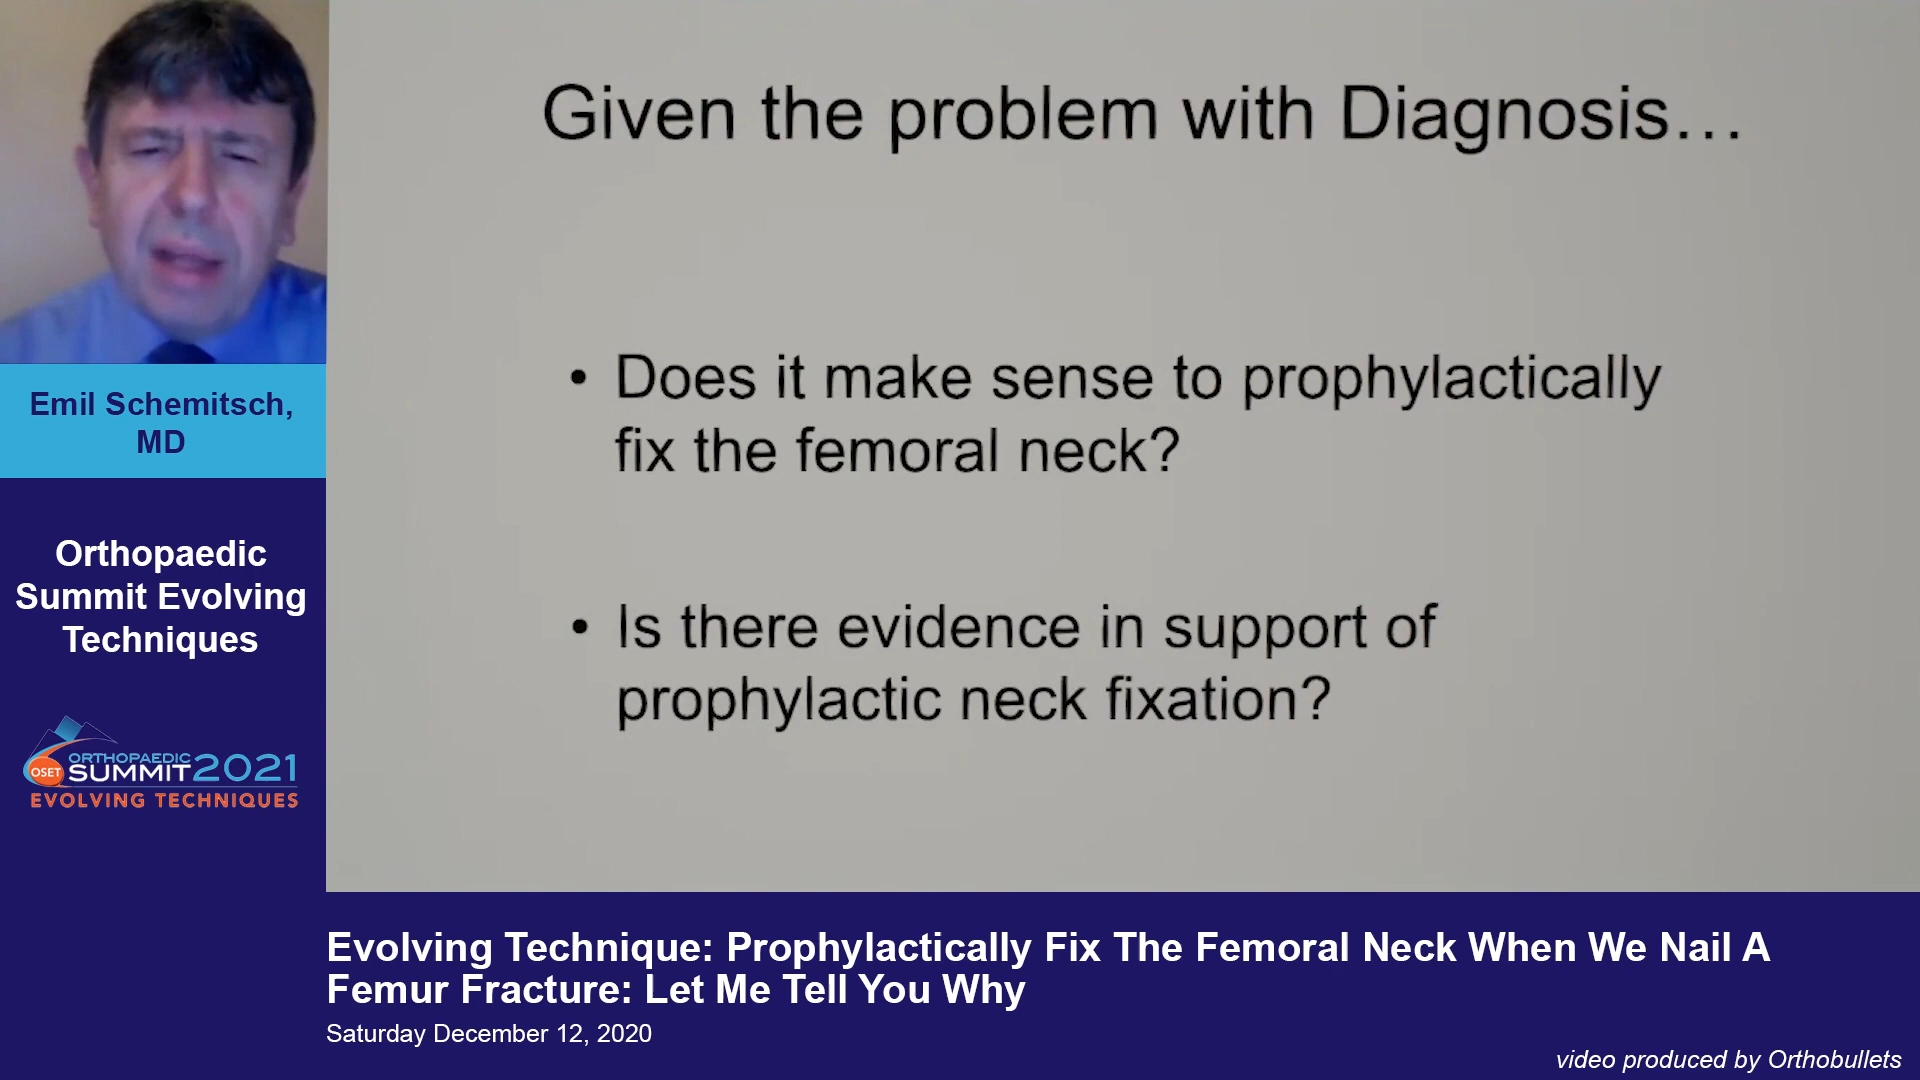 Given the problem with Diagnosis…
• Does it make sense to prophylactically
fix the femoral neck?
• Is there evidence in support of
prophylactic neck fixation?
Emil Schemitsch,
MD
Orthopaedic
Summit Evolving
Techniques
OSET
ORTHOPAEDIC
SUMMIT 2021
EVOLVING TECHNIQUES
Evolving Technique: Prophylactically Fix The Femoral Neck When We Nail A
Femur Fracture: Let Me Tell You Why
Saturday December 12, 2020
video produced by Orthobullets